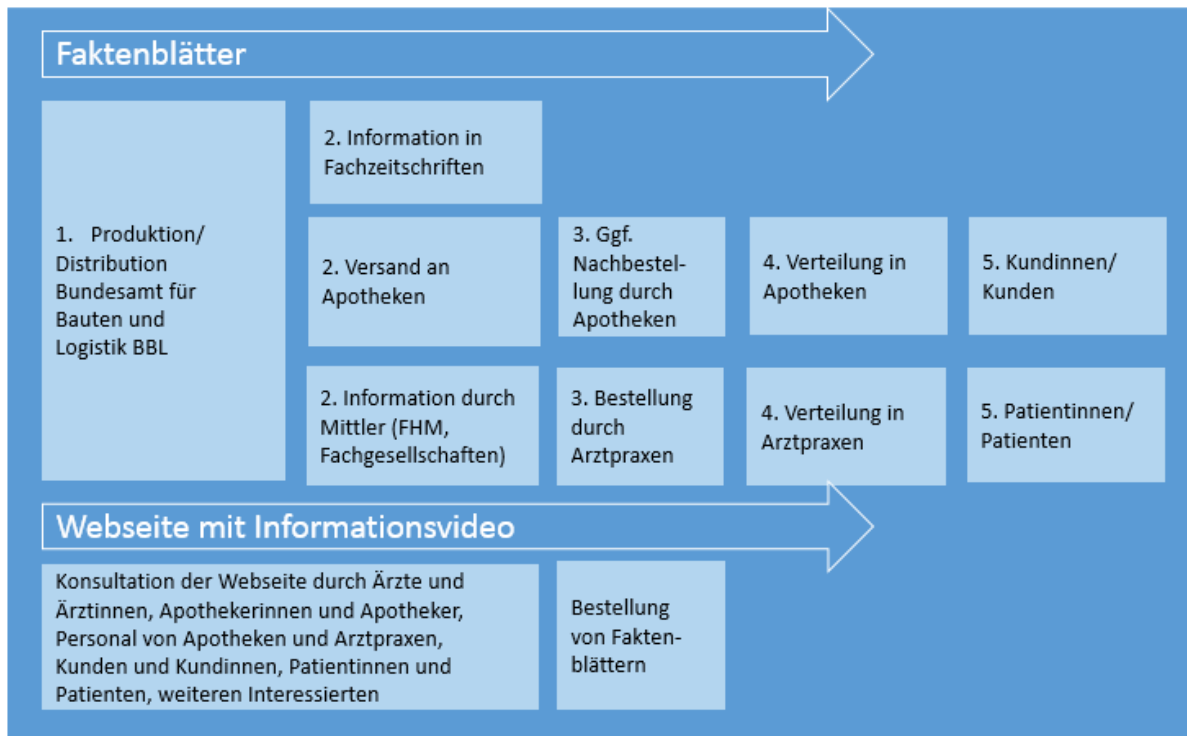 Faktenblätter
1. Produktion/
Distribution
Bundesamt für
Bauten und
Logistik BBL
2. Information in
Fachzeitschriften
2. Versand an
Apotheken
3. Ggf.
Nachbestel-
lung durch
Apotheken
4. Verteilung in
Apotheken
5. Kundinnen/
Kunden
2. Information durch
Mittler (FHM,
Fachgesellschaften)
3. Bestellung
durch
Arztpraxen
4. Verteilung in
Arztpraxen
5. Patientinnen/
Patienten
Webseite mit Informationsvideo
Konsultation der Webseite durch Ärzte und
Ärztinnen, Apothekerinnen und Apotheker,
Personal von Apotheken und Arztpraxen,
Kunden und Kundinnen, Patientinnen und
Patienten, weiteren Interessierten
Bestellung
von Fakten-
blättern